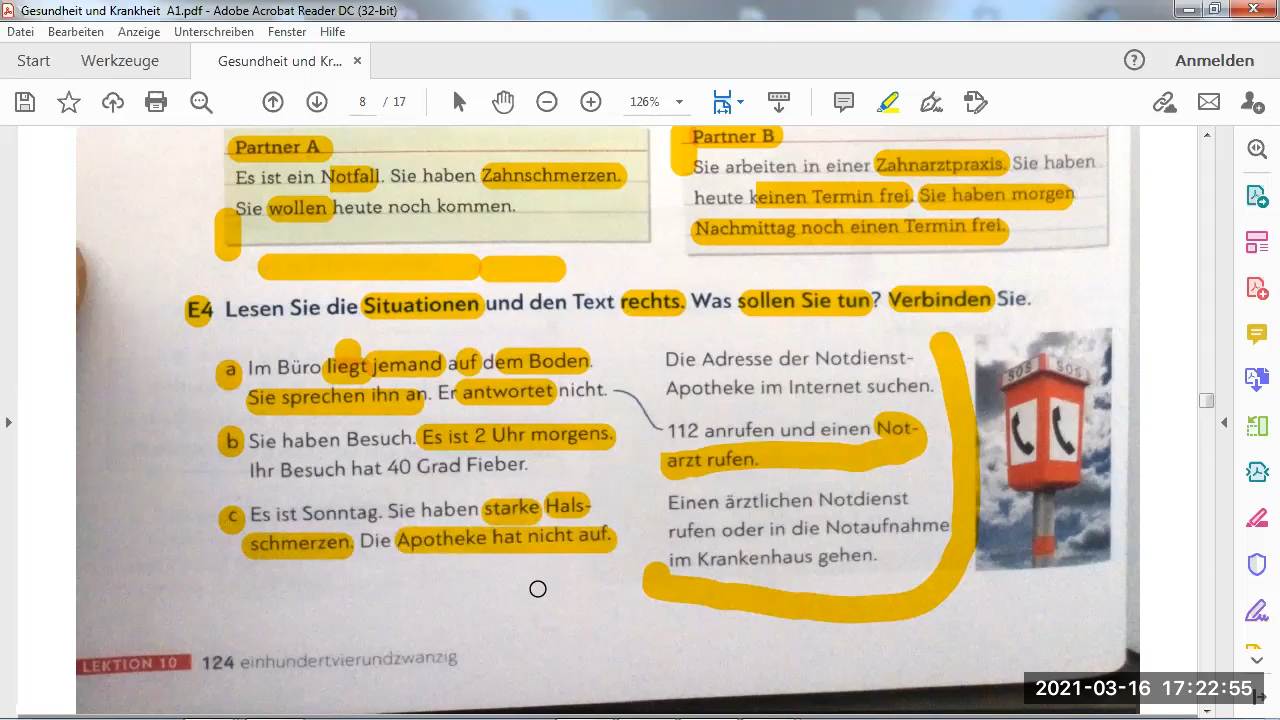 Gesundheit und Krankheit A1.pdf - Adobe Acrobat Reader DC (32-bit)
Datei Bearbeiten Anzeige Unterschreiben Fenster Hilfe
Start Werkzeuge Gesundheit und Kr... × Anmelden
8 / 17 126%
Partner A
Es ist ein Notfall. Sie haben Zahnschmerzen.
Sie wollen heute noch kommen.
Partner B
Sie arbeiten in einer Zahnarztpraxis. Sie haben
heute keinen Termin frei. Sie haben morgen
Nachmittag noch einen Termin frei.
E4 Lesen Sie die Situationen und den Text rechts. Was sollen Sie tun? Verbinden Sie.
a Im Büro liegt jemand auf dem Boden.
Sie sprechen ihn an. Er antwortet nicht.
b Sie haben Besuch. Es ist 2 Uhr morgens.
Ihr Besuch hat 40 Grad Fieber.
c Es ist Sonntag. Sie haben starke Hals-
schmerzen. Die Apotheke hat nicht auf.
Die Adresse der Notdienst-
Apotheke im Internet suchen.
112 anrufen und einen Not-
arzt rufen.
Einen ärztlichen Notdienst
rufen oder in die Notaufnahme
im Krankenhaus gehen.
SOS SOS
LEKTION 10 124 einhundertvierundzwanzig
2021-03-16 17:22:55